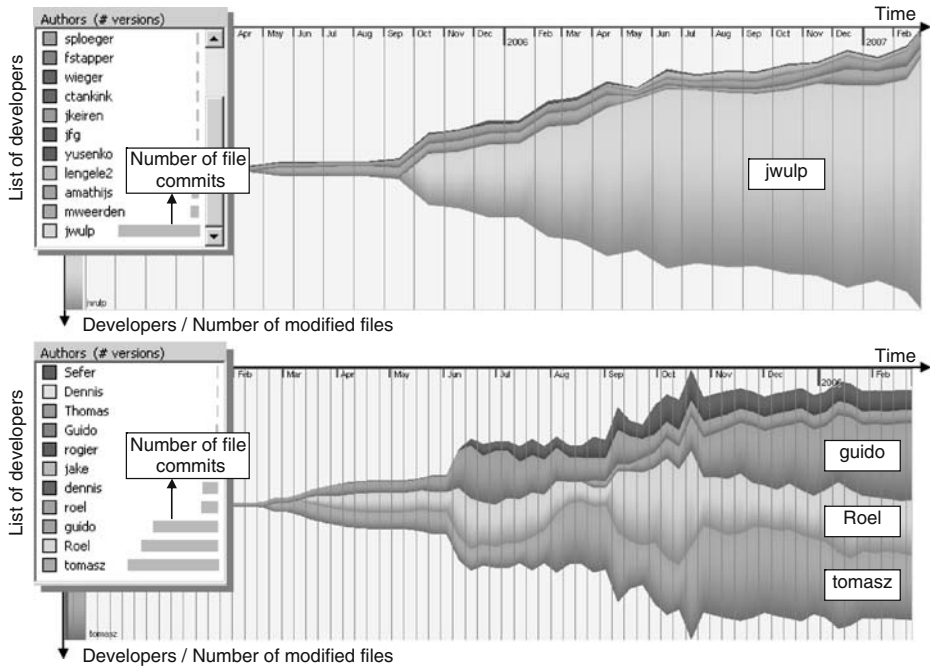 Authors (# versions)
sploeger
fstapper
wieger
ctankink
jkeiren
jfg
yusenko
lengele2
amathijs
mweerden
jwulp
List of developers
Number of file
commits
Time
Apr May Jun Jul Aug Sep Oct Nov Dec 2006 Feb Mar Apr May Jun Jul Aug Sep Oct Nov Dec 2007 Feb
jwulp
jwulp
Developers / Number of modified files
Authors (# versions)
Sefer
Dennis
Thomas
Guido
rogier
jake
dennis
roel
guido
Roel
tomasz
List of developers
Number of file
commits
Time
Feb Mar Apr May Jun Jul Aug Sep Oct Nov Dec 2006 Feb
guido
Roel
tomasz
tomasz
Developers / Number of modified files